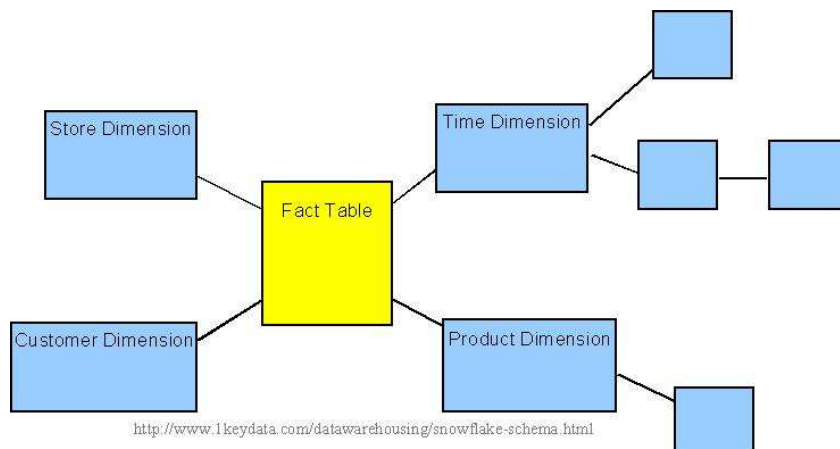 Store Dimension
Time Dimension
Fact Table
Customer Dimension
Product Dimension
http://www.1keydata.com/datawarehousing/snowflake-schema.html